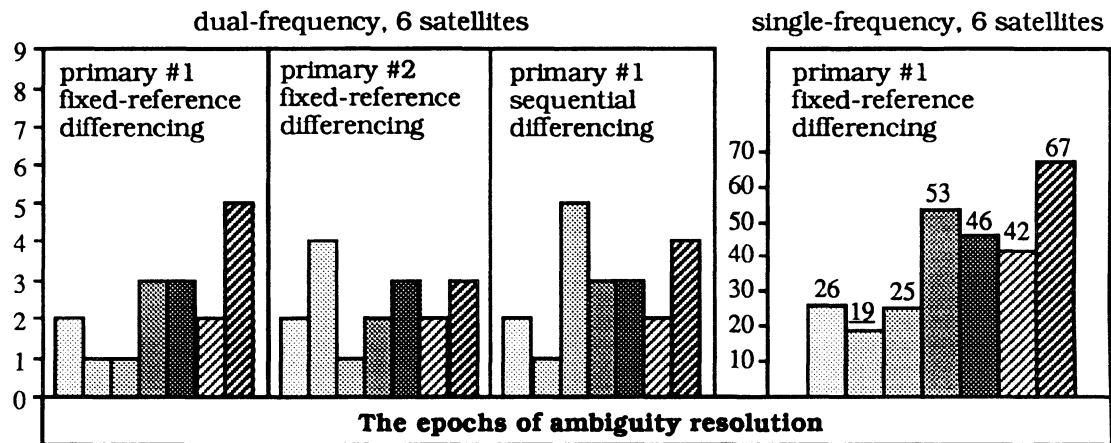 dual-frequency, 6 satellites
single-frequency, 6 satellites
9
8
7
6
5
4
3
2
1
0
primary #1
fixed-reference
differencing
primary #2
fixed-reference
differencing
primary #1
sequential
differencing
primary #1
fixed-reference
differencing
70
60
50
40
30
20
10
26
19
25
53
46
42
67
The epochs of ambiguity resolution